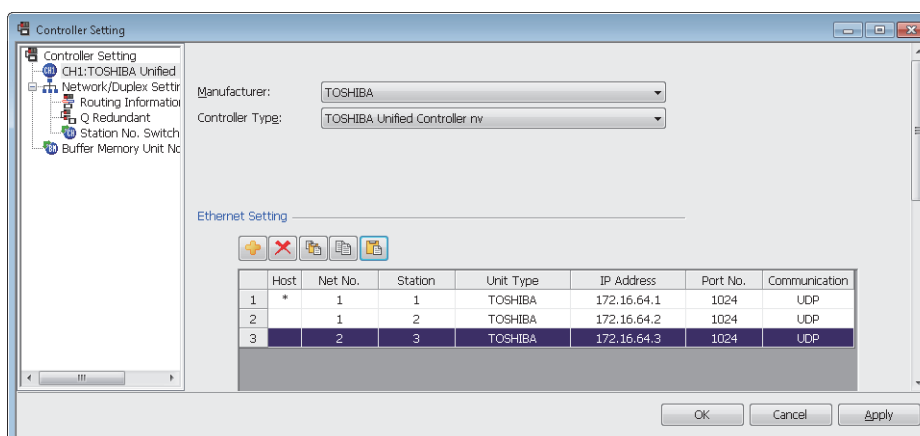 Controller Setting
Controller Setting
CH1:TOSHIBA Unified
Network/Duplex Settin
Routing Information
Q Redundant
Station No. Switch
Buffer Memory Unit No
Manufacturer:
TOSHIBA
Controller Type:
TOSHIBA Unified Controller nv
Ethernet Setting
Host Net No. Station Unit Type IP Address Port No. Communication
1 * 1 1 TOSHIBA 172.16.64.1 1024 UDP
2 1 2 TOSHIBA 172.16.64.2 1024 UDP
3 2 3 TOSHIBA 172.16.64.3 1024 UDP
OK Cancel Apply